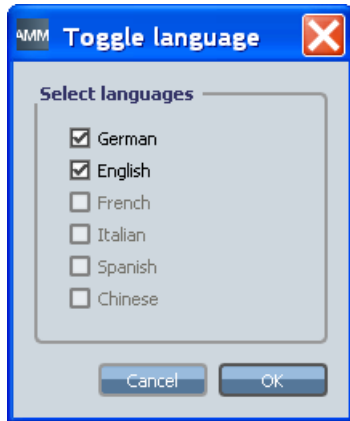 AMM Toggle language
Select languages
German
English
French
Italian
Spanish
Chinese
Cancel OK